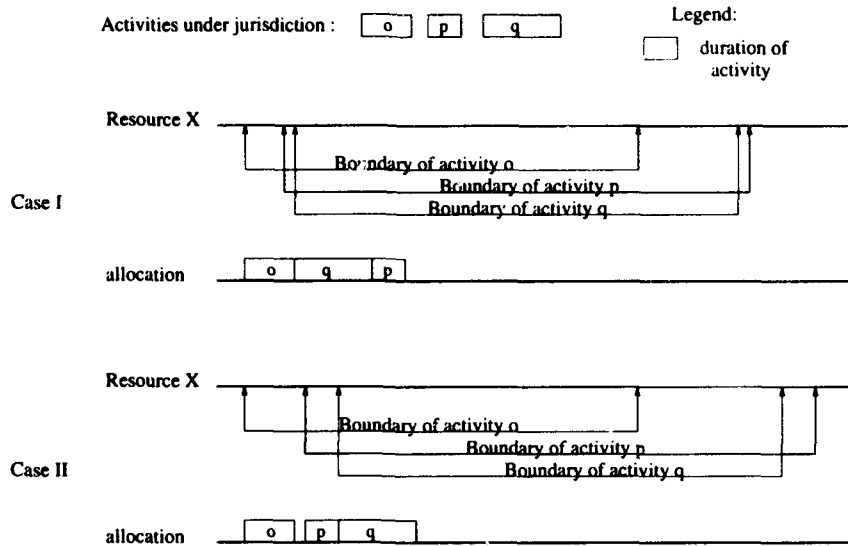 Activities under jurisdiction : o p q
Legend:
duration of
activity
Resource X
Boundary of activity o
Boundary of activity p
Boundary of activity q
Case I
allocation o q p
Resource X
Boundary of activity o
Boundary of activity p
Boundary of activity q
Case II
allocation o p q